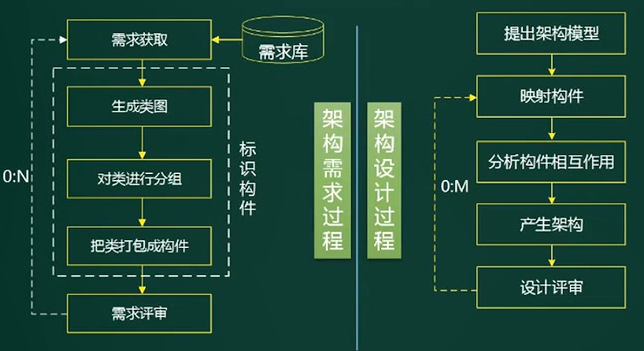 需求获取
需求库
生成类图
对类进行分组
把类打包成构件
需求评审
0:N
标识构件
架构需求过程
架构设计过程
提出架构模型
映射构件
分析构件相互作用
产生架构
设计评审
0:M